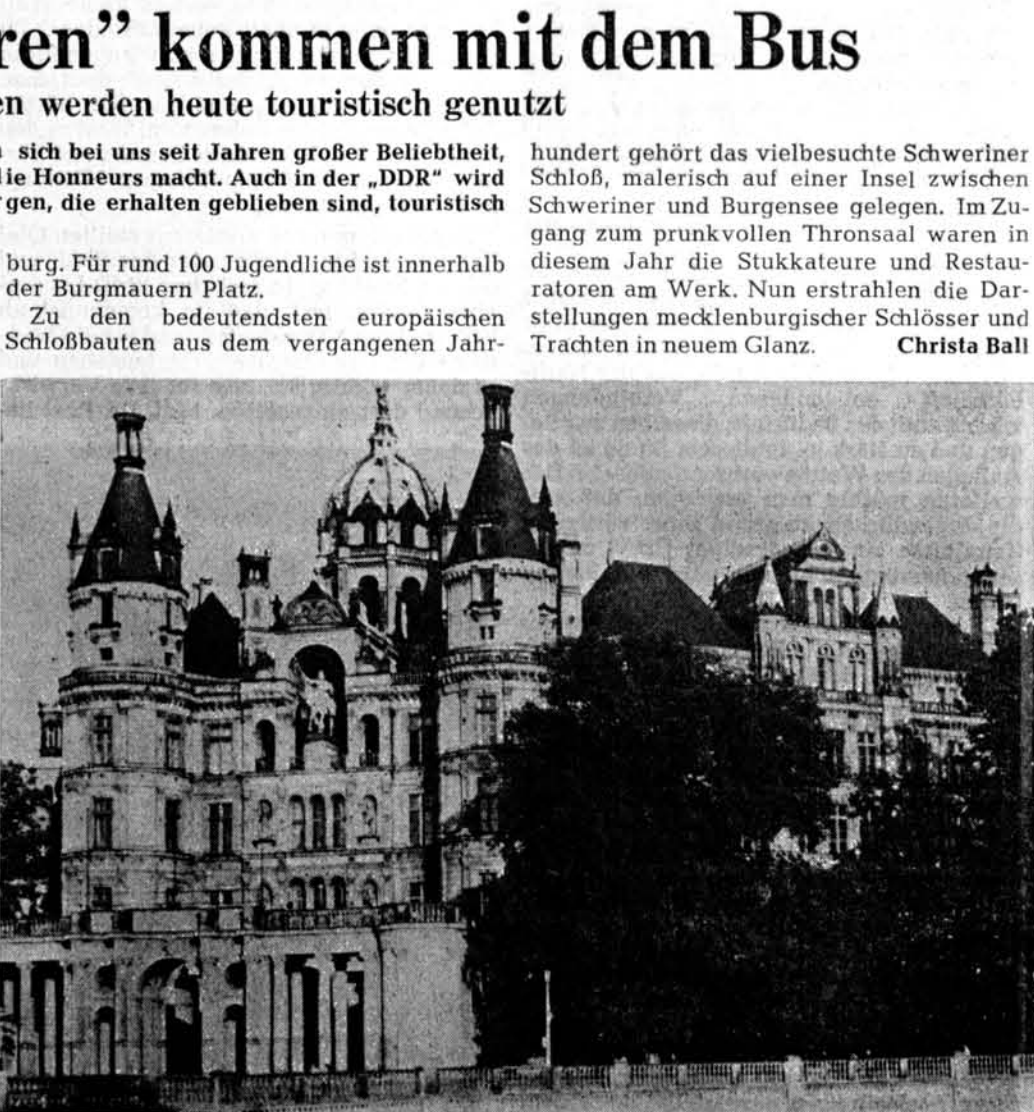 ren” kommen mit dem Bus
en werden heute touristisch genutzt
sich bei uns seit Jahren großer Beliebtheit,
die Honneurs macht. Auch in der „DDR“ wird
gen, die erhalten geblieben sind, touristisch
burg. Für rund 100 Jugendliche ist innerhalb
der Burgmauern Platz.
Zu den bedeutendsten europäischen
Schloßbauten aus dem vergangenen Jahr-
hundert gehört das vielbesuchte Schweriner
Schloß, malerisch auf einer Insel zwischen
Schweriner und Burgensee gelegen. Im Zu-
gang zum prunkvollen Thronsaal waren in
diesem Jahr die Stukkateure und Restau-
ratoren am Werk. Nun erstrahlen die Dar-
stellungen mecklenburgischer Schlösser und
Trachten in neuem Glanz. Christa Ball